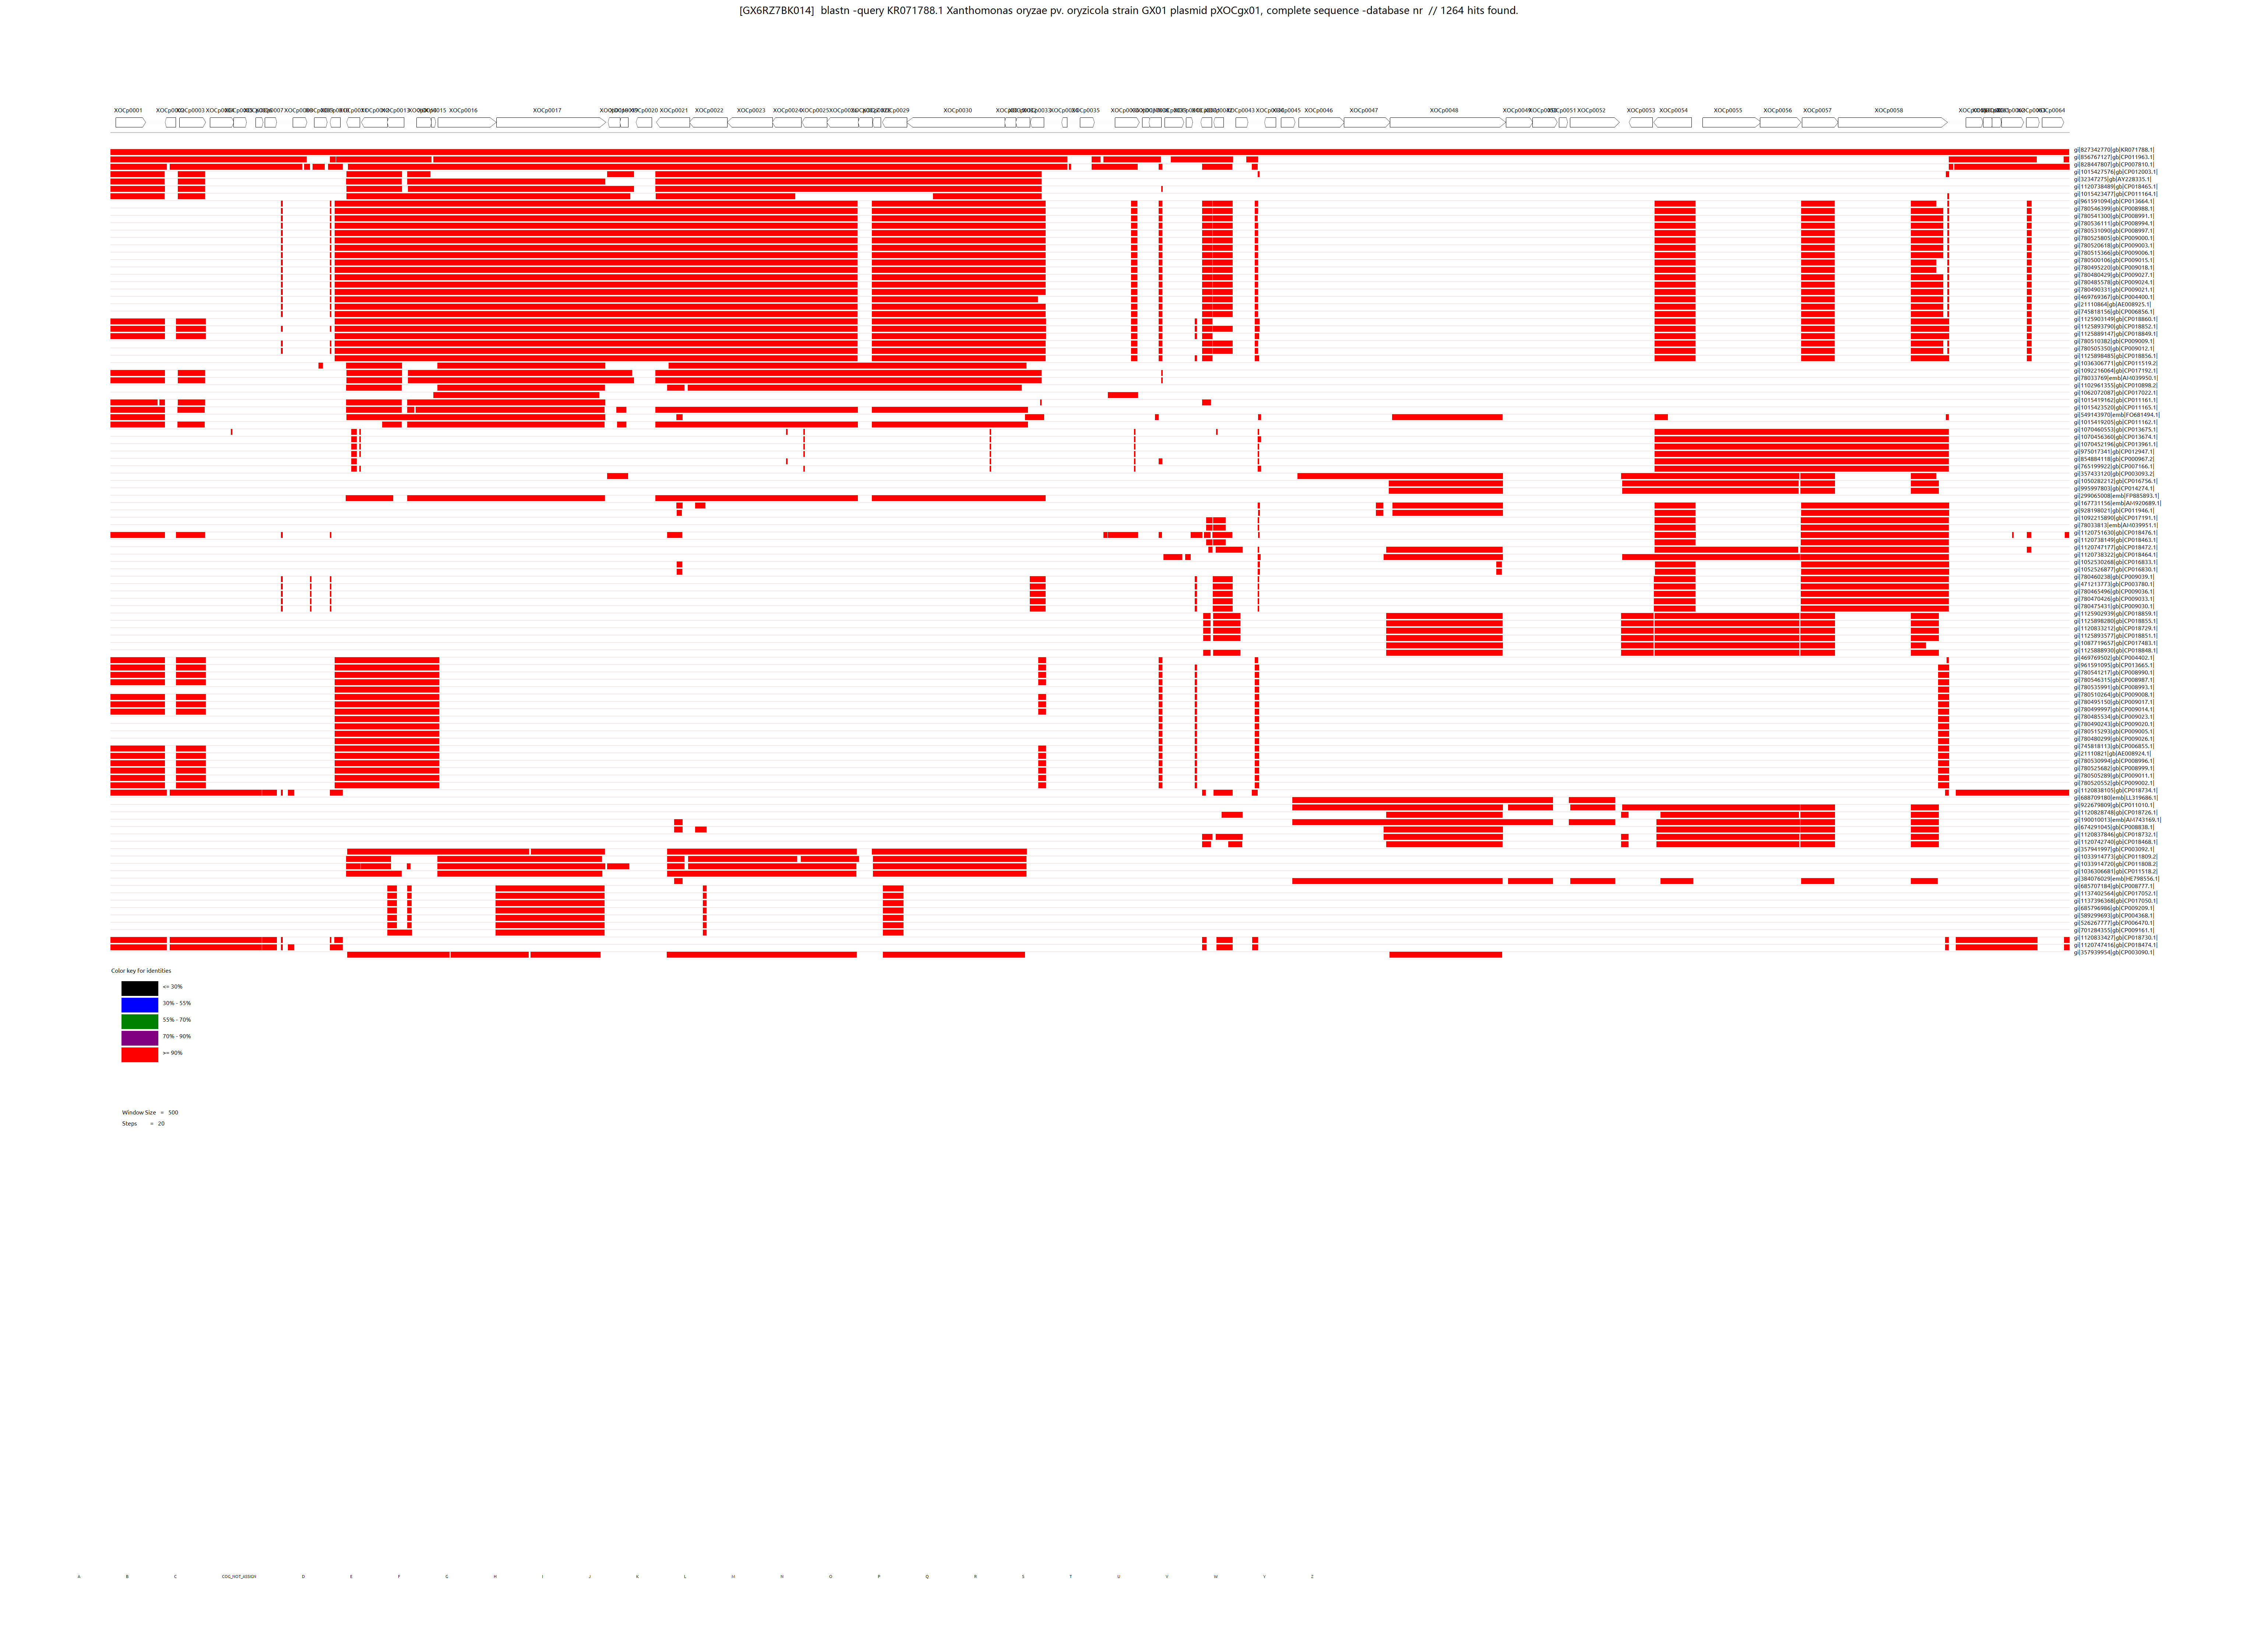 [GX6RZ7BK014] blastn -query KR071788.1 Xanthomonas oryzae pv. oryzicola strain GX01 plasmid pXOCgx01, complete sequence -database nr // 1264 hits found.
XOCp0001 XOCp0003 XOCp0016 XOCp0017 XOCp0020 XOCp0021 XOCp0022 XOCp0023 XOCp0030 XOCp0035 XOCp0046 XOCp0047 XOCp0048 XOCp0052 XOCp0053 XOCp0054 XOCp0055 XOCp0056 XOCp0057 XOCp0058 XOCp0064
gi|827342770|gb|KR071788.1|
gi|856767127|gb|CP011963.1|
gi|828447807|gb|CP007810.1|
gi|1015427576|gb|CP012003.1|
gi|32347275|gb|AY228335.1|
gi|1120738489|gb|CP018465.1|
gi|1015423477|gb|CP011164.1|
gi|961591094|gb|CP013664.1|
gi|780546399|gb|CP008988.1|
gi|780541300|gb|CP008991.1|
gi|780536111|gb|CP008994.1|
gi|780531090|gb|CP008997.1|
gi|780525805|gb|CP009000.1|
gi|780520618|gb|CP009003.1|
gi|780515366|gb|CP009006.1|
gi|780500106|gb|CP009015.1|
gi|780495220|gb|CP009018.1|
gi|780480429|gb|CP009027.1|
gi|780485578|gb|CP009024.1|
gi|780490331|gb|CP009021.1|
gi|469769367|gb|CP004400.1|
gi|21110864|gb|AE008925.1|
gi|745818156|gb|CP006856.1|
gi|1125903149|gb|CP018860.1|
gi|1125893790|gb|CP018852.1|
gi|1125889147|gb|CP018849.1|
gi|780510382|gb|CP009009.1|
gi|780505350|gb|CP009012.1|
gi|1125898485|gb|CP018856.1|
gi|1036306771|gb|CP011519.2|
gi|1092216064|gb|CP017192.1|
gi|78033769|emb|AM039950.1|
gi|1102961355|gb|CP010898.2|
gi|1062072087|gb|CP017022.1|
gi|1015419162|gb|CP011161.1|
gi|1015423520|gb|CP011165.1|
gi|549143970|emb|FO681494.1|
gi|1015419205|gb|CP011162.1|
gi|1070460553|gb|CP013675.1|
gi|1070456360|gb|CP013674.1|
gi|1070452196|gb|CP013961.1|
gi|975017341|gb|CP012947.1|
gi|854884118|gb|CP000967.2|
gi|765199922|gb|CP007166.1|
gi|357433120|gb|CP003093.2|
gi|1050282212|gb|CP016756.1|
gi|995997803|gb|CP014274.1|
gi|299065008|emb|FP885893.1|
gi|167731156|emb|AM920689.1|
gi|928198021|gb|CP011946.1|
gi|1092215890|gb|CP017191.1|
gi|78033813|emb|AM039951.1|
gi|1120751630|gb|CP018476.1|
gi|1120738149|gb|CP018463.1|
gi|1120747177|gb|CP018472.1|
gi|1120738322|gb|CP018464.1|
gi|1052530268|gb|CP016833.1|
gi|1052526877|gb|CP016830.1|
gi|780460238|gb|CP009039.1|
gi|471213773|gb|CP003780.1|
gi|780465496|gb|CP009036.1|
gi|780470426|gb|CP009033.1|
gi|780475431|gb|CP009030.1|
gi|1125902939|gb|CP018859.1|
gi|1125898280|gb|CP018855.1|
gi|1120833212|gb|CP018729.1|
gi|1125893577|gb|CP018851.1|
gi|1087719657|gb|CP017483.1|
gi|1125888930|gb|CP018848.1|
gi|469769502|gb|CP004402.1|
gi|961591095|gb|CP013665.1|
gi|780541217|gb|CP008990.1|
gi|780546315|gb|CP008987.1|
gi|780535991|gb|CP008993.1|
gi|780510264|gb|CP009008.1|
gi|780495150|gb|CP009017.1|
gi|780499997|gb|CP009014.1|
gi|780485534|gb|CP009023.1|
gi|780490243|gb|CP009020.1|
gi|780515293|gb|CP009005.1|
gi|780480299|gb|CP009026.1|
gi|745818113|gb|CP006855.1|
gi|21110821|gb|AE008924.1|
gi|780530994|gb|CP008996.1|
gi|780525682|gb|CP008999.1|
gi|780505289|gb|CP009011.1|
gi|780520552|gb|CP009002.1|
gi|1120838105|gb|CP018734.1|
gi|688709180|emb|LL319686.1|
gi|922679809|gb|CP011010.1|
gi|1120828748|gb|CP018726.1|
gi|190010013|emb|AM743169.1|
gi|674291045|gb|CP008838.1|
gi|1120837846|gb|CP018732.1|
gi|1120742740|gb|CP018468.1|
gi|357941997|gb|CP003092.1|
gi|1033914773|gb|CP011809.2|
gi|1033914720|gb|CP011808.2|
gi|1036306681|gb|CP011518.2|
gi|384076029|emb|HE798556.1|
gi|685707184|gb|CP008777.1|
gi|1137402564|gb|CP017052.1|
gi|1137396368|gb|CP017050.1|
gi|685796986|gb|CP009209.1|
gi|589299693|gb|CP004368.1|
gi|526267777|gb|CP006470.1|
gi|701284355|gb|CP009161.1|
gi|1120833427|gb|CP018730.1|
gi|1120747416|gb|CP018474.1|
gi|357939954|gb|CP003090.1|
Color key for identities
<= 30%
30% - 55%
55% - 70%
70% - 90%
>= 90%
Window Size = 500
Steps = 20
A B C COG_NOT_ASSIGN D E F G H I J K L M N O P Q R S T U V W Y Z